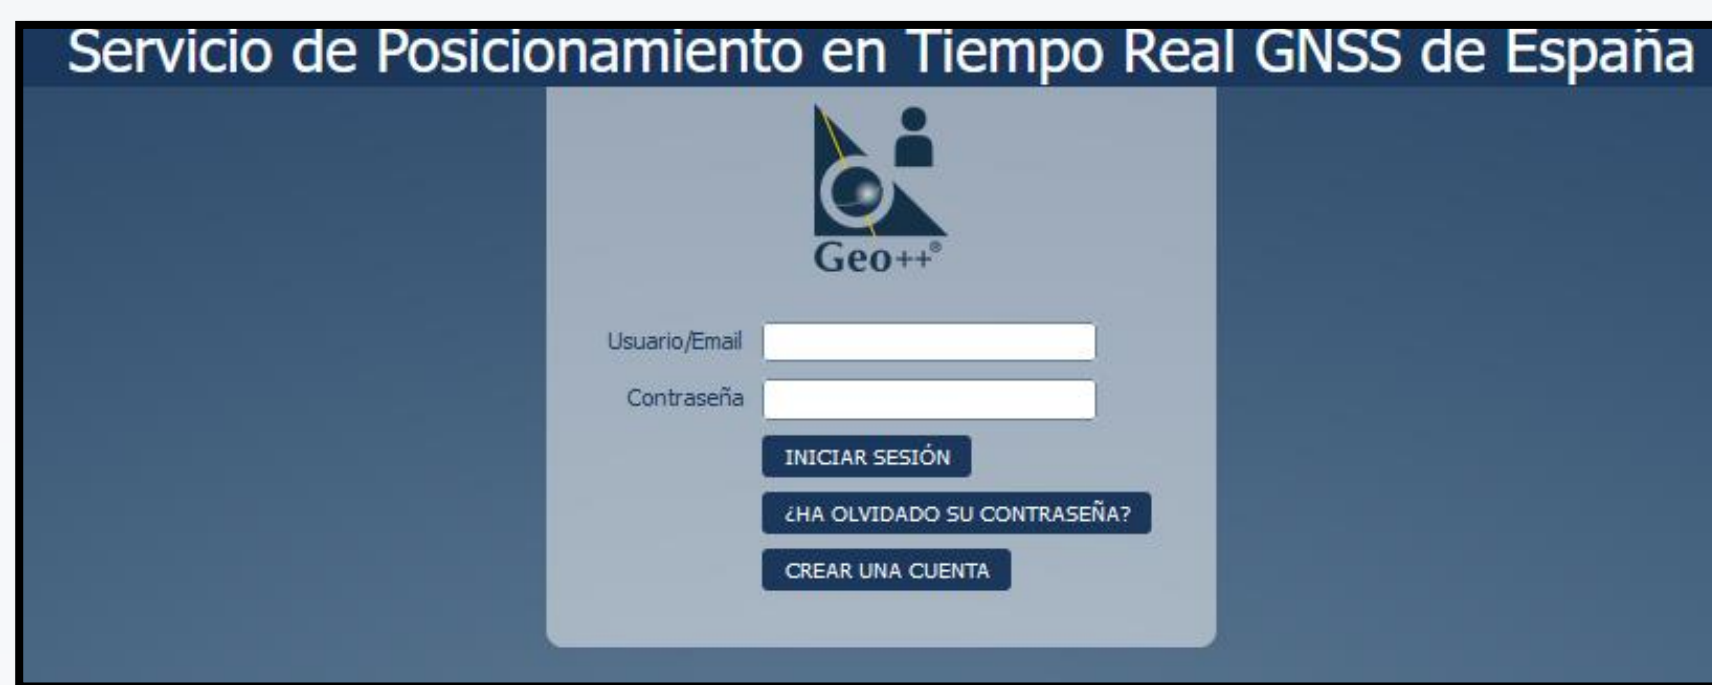 Servicio de Posicionamiento en Tiempo Real GNSS de España
Geo++®
Usuario/Email
Contraseña
INICIAR SESIÓN
¿HA OLVIDADO SU CONTRASEÑA?
CREAR UNA CUENTA